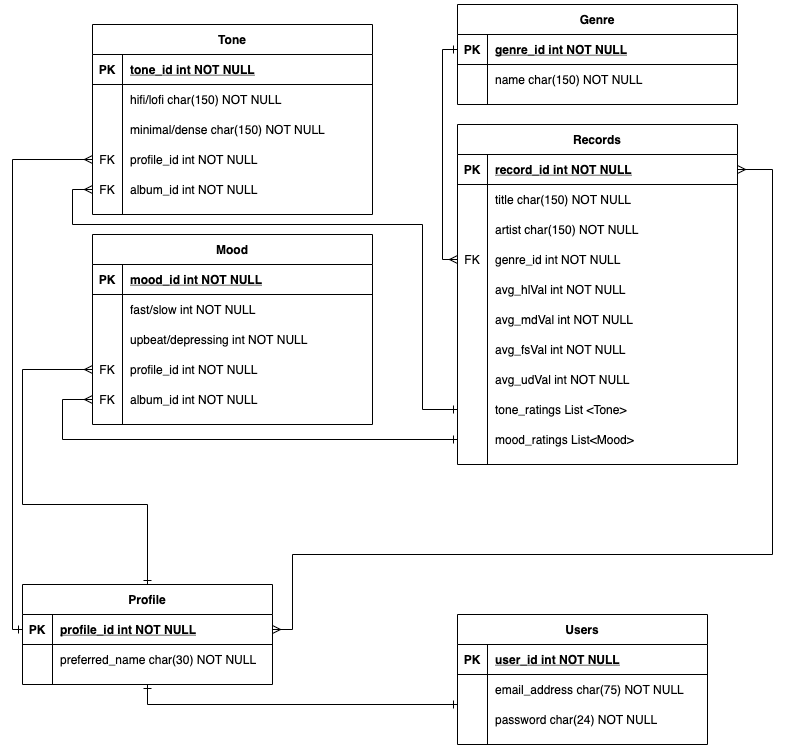 Tone
PK tone_id int NOT NULL
hifi/lofi char(150) NOT NULL
minimal/dense char(150) NOT NULL
FK profile_id int NOT NULL
FK album_id int NOT NULL
Genre
PK genre_id int NOT NULL
name char(150) NOT NULL
Records
PK record_id int NOT NULL
title char(150) NOT NULL
artist char(150) NOT NULL
FK genre_id int NOT NULL
avg_hlVal int NOT NULL
avg_mdVal int NOT NULL
avg_fsVal int NOT NULL
avg_udVal int NOT NULL
tone_ratings List <Tone>
mood_ratings List<Mood>
Mood
PK mood_id int NOT NULL
fast/slow int NOT NULL
upbeat/depressing int NOT NULL
FK profile_id int NOT NULL
FK album_id int NOT NULL
Profile
PK profile_id int NOT NULL
preferred_name char(30) NOT NULL
Users
PK user_id int NOT NULL
email_address char(75) NOT NULL
password char(24) NOT NULL